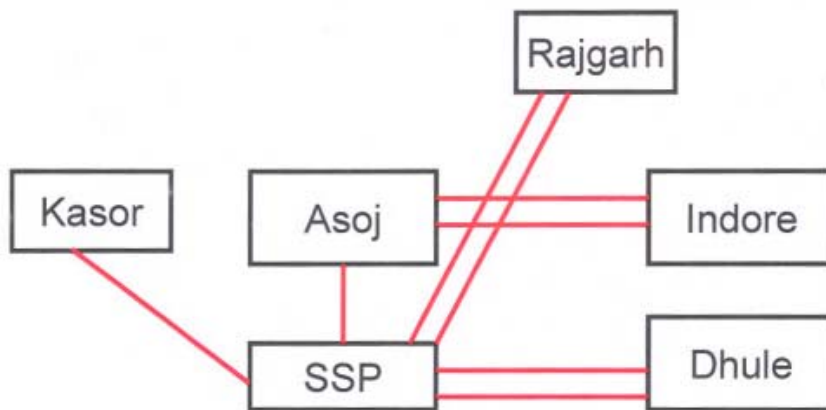 Rajgarh
Kasor
Asoj
Indore
SSP
Dhule